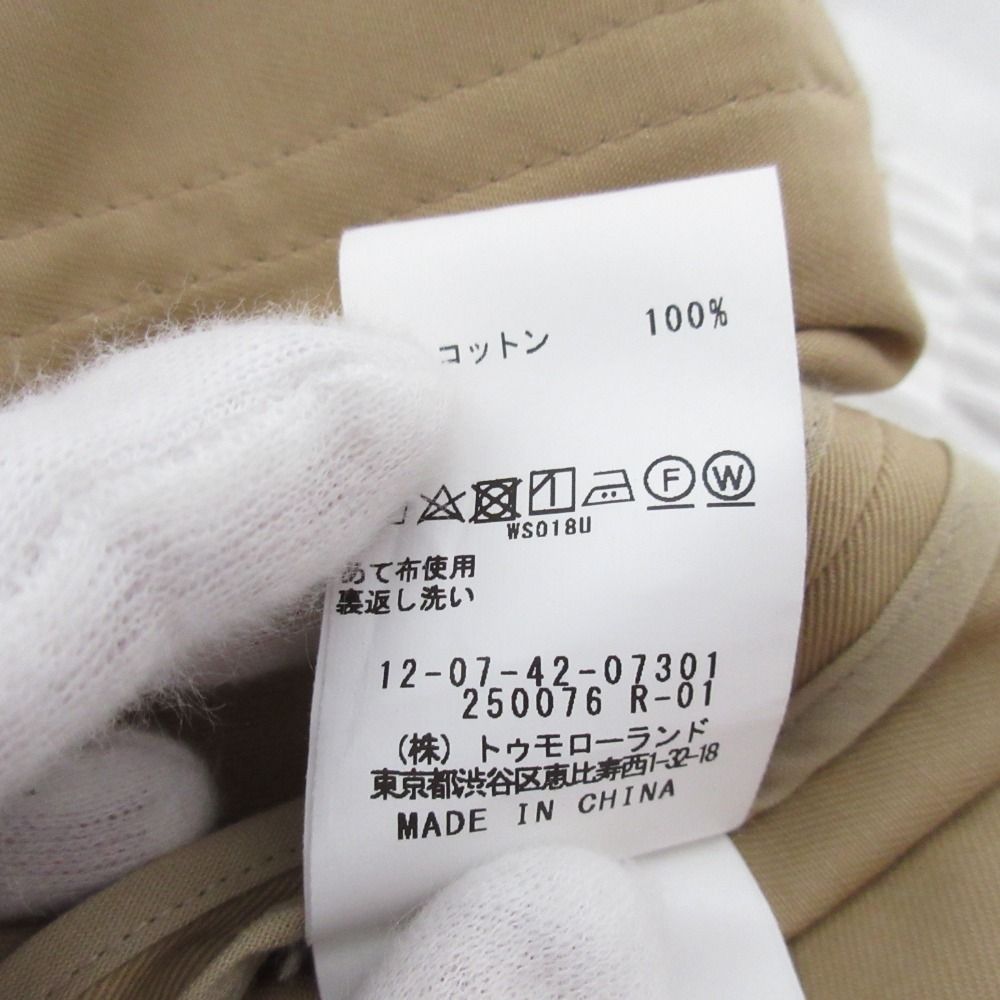 コットン 100%
F W
WS018U
あて布使用
裏返し洗い
12-07-42-07301
250076 R-01
(株) トゥモローランド
東京都渋谷区恵比寿西1-32-18
MADE IN CHINA